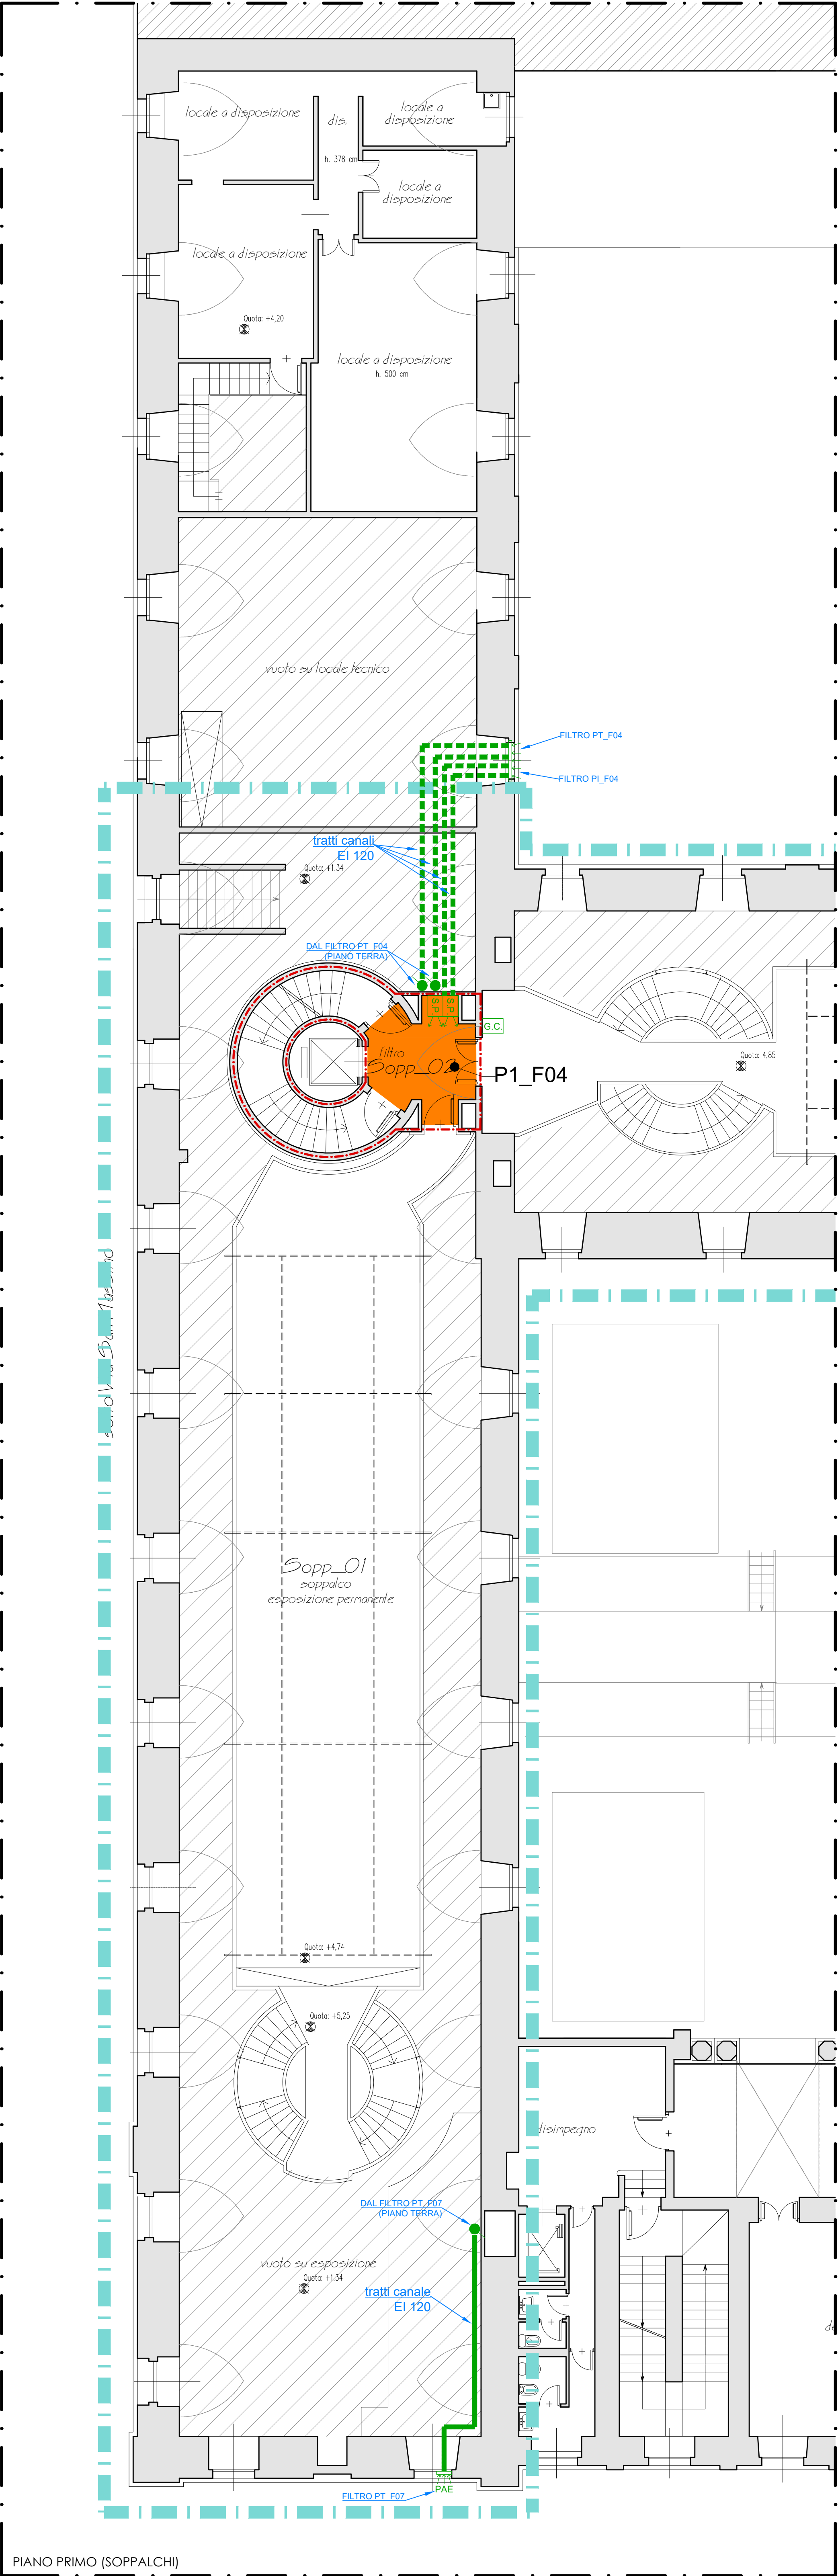 locale a disposizione
dis.
locale a
disposizione
h. 378 cm
locale a
disposizione
locale a disposizione
Quota: +4,20
locale a disposizione
h. 500 cm
vuoto su locale tecnico
FILTRO PT_F04
FILTRO PI_F04
tratti canali
EI 120
Quota: +1.34
DAL FILTRO PT_F04
(PIANO TERRA)
S P S P
G.C.
filtro
Sopp_02
P1_F04
Quota: 4,85
Via San Massimo
Sopp_01
soppalco
esposizione permanente
Quota: +4,74
Quota: +5,25
disimpegno
DAL FILTRO PT_F07
(PIANO TERRA)
vuoto su esposizione
Quota: +1.34
tratti canale
EI 120
de
PAE
FILTRO PT_F07
PIANO PRIMO (SOPPALCHI)